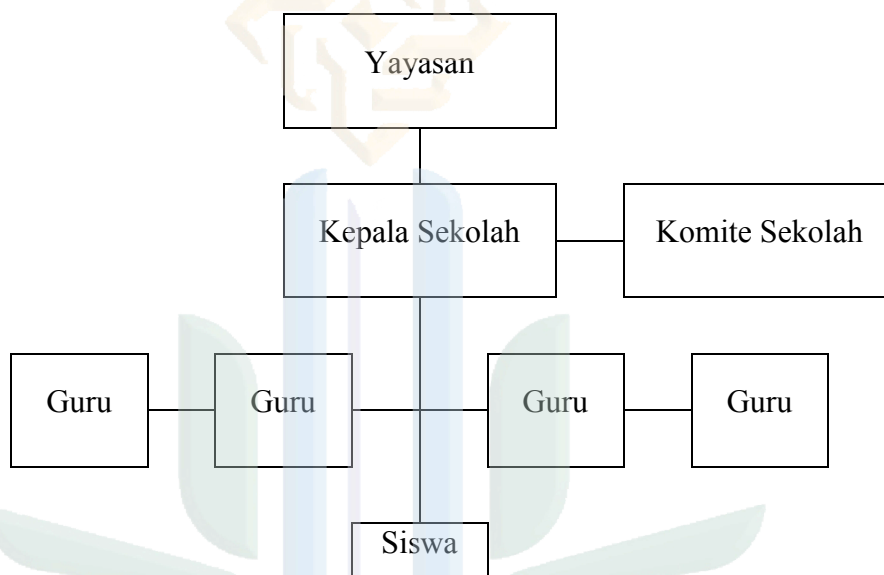 Yayasan
Kepala Sekolah
Komite Sekolah
Guru
Guru
Guru
Guru
Siswa